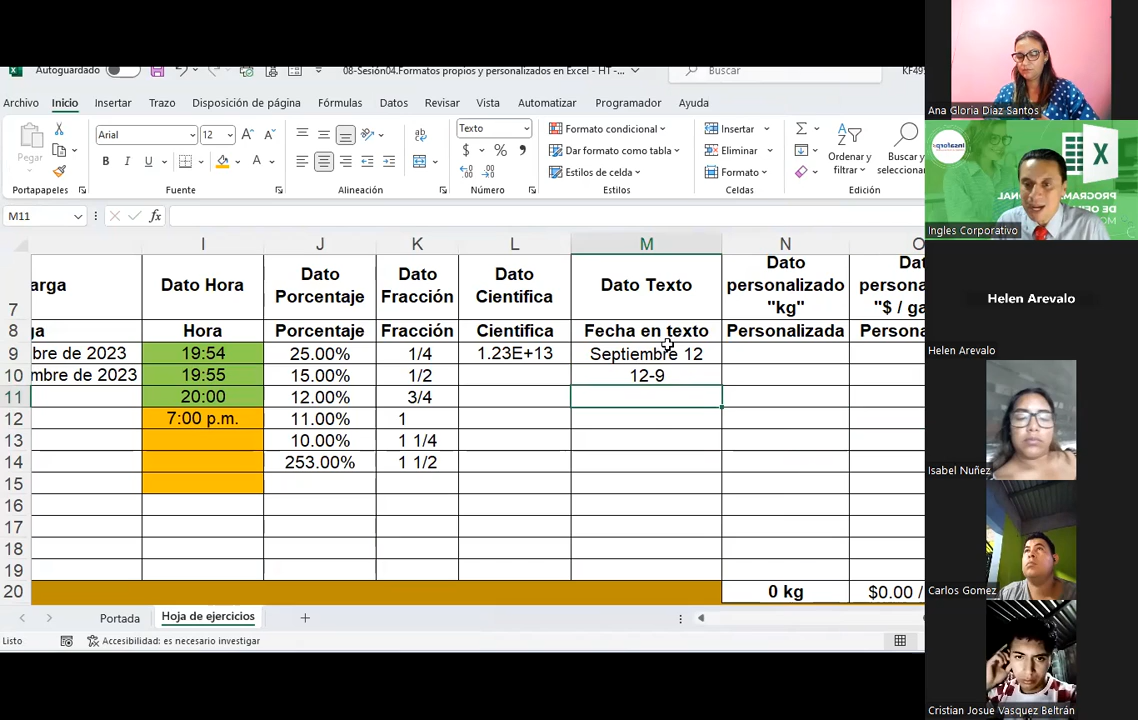 Autoguardado
08-Sesión04.Formatos propios y personalizados en Excel - HT -...
Buscar
KF49
Archivo Inicio Insertar Trazo Disposición de página Fórmulas Datos Revisar Vista Automatizar Programador Ayuda
Pegar
Arial 12
Texto
Formato condicional
Dar formato como tabla
Estilos de celda
Insertar
Eliminar
Formato
Ordenar y
filtrar
Buscar y
seleccionar
Portapapeles Fuente Alineación Número Estilos Celdas Edición
M11
fx
I J K L M N O
7 arga Dato Hora Dato Porcentaje Dato Fracción Dato Cientifica Dato Texto Dato personalizado "kg" Dat persona "$ / ga
8 ga Hora Porcentaje Fracción Cientifica Fecha en texto Personalizada Persona
9 bre de 2023 19:54 25.00% 1/4 1.23E+13 Septiembre 12
10 mbre de 2023 19:55 15.00% 1/2 12-9
11 20:00 12.00% 3/4
12 7:00 p.m. 11.00% 1
13 10.00% 1 1/4
14 253.00% 1 1/2
15
16
17
18
19
20 0 kg $0.00 /
Portada Hoja de ejercicios
Listo Accesibilidad: es necesario investigar
Ana Gloria Diaz Santos
Ingles Corporativo
Helen Arevalo
Helen Arevalo
Isabel Nuñez
Carlos Gomez
Cristian Josue Vasquez Beltrán